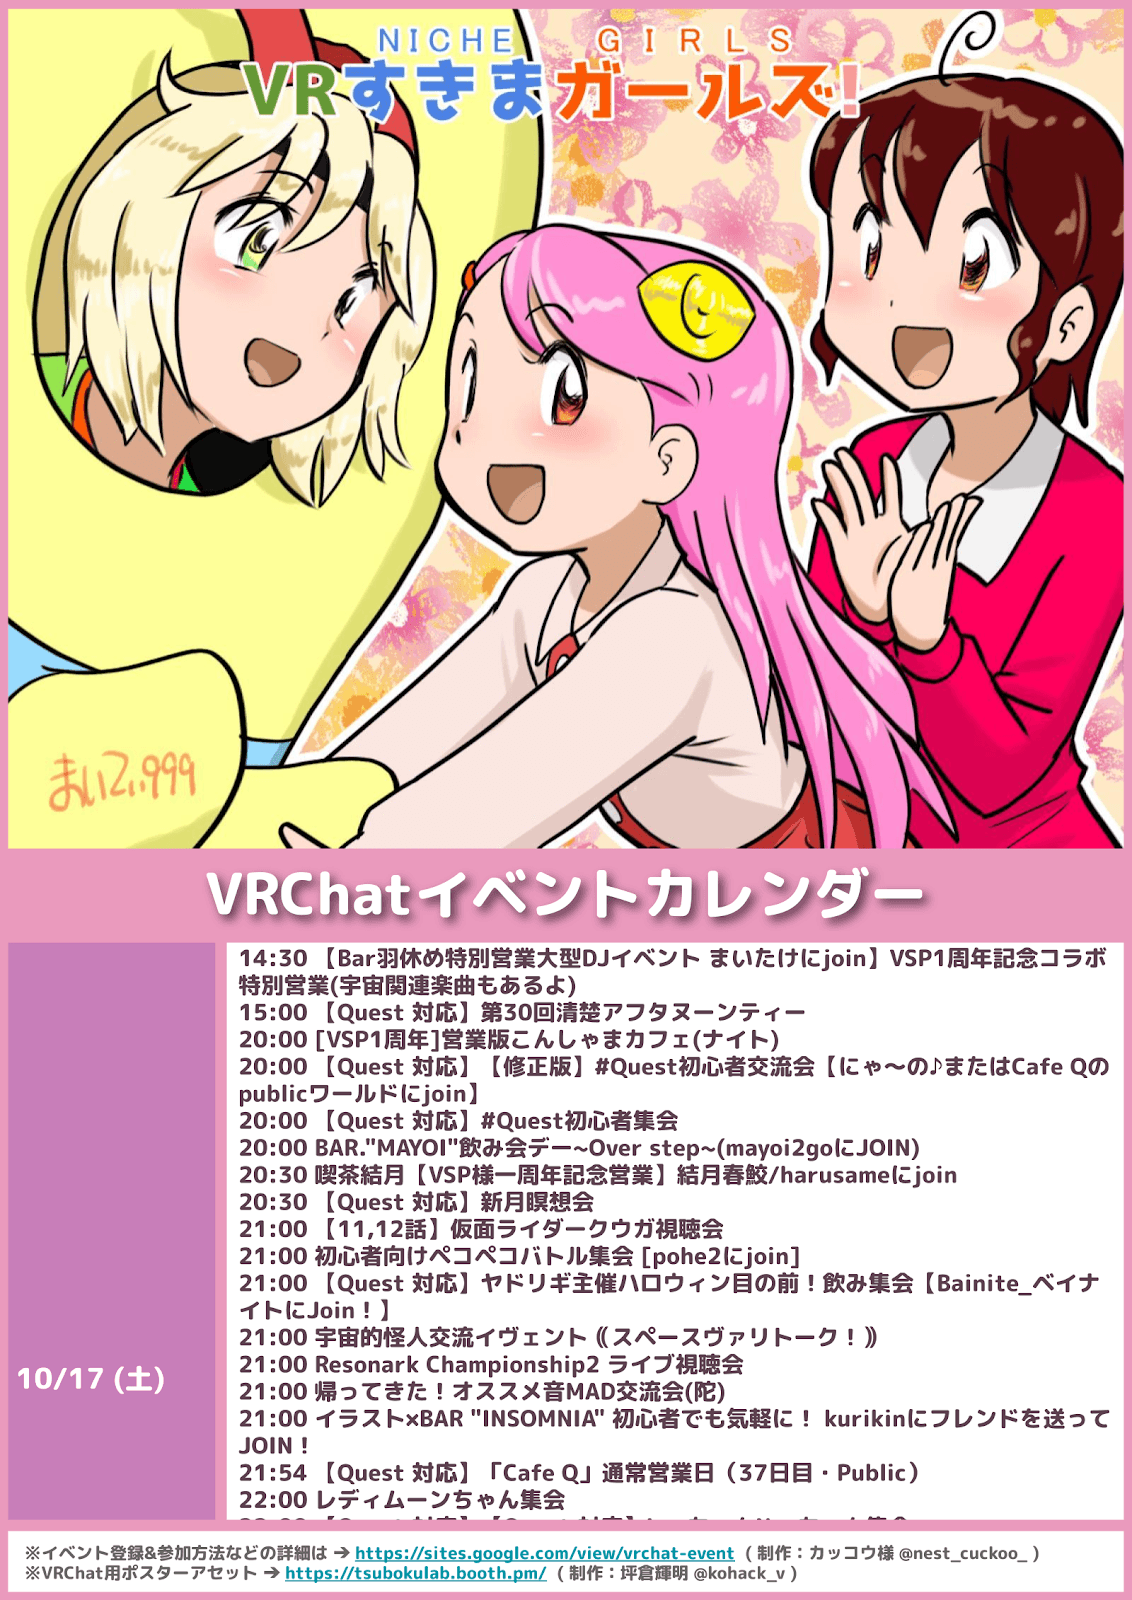 NICHE GIRLS
VRすきまガールズ!
まいてぃ999
VRChatイベントカレンダー
14:30 【Bar羽休め特別営業大型DJイベント まいたけにjoin】VSP1周年記念コラボ
特別営業(宇宙関連楽曲もあるよ)
15:00 【Quest 対応】第30回清楚アフタヌーンティー
20:00 [VSP1周年]営業版こんしゃまカフェ(ナイト)
20:00 【Quest 対応】【修正版】#Quest初心者交流会【にゃ〜の♪またはCafe Qの
publicワールドにjoin】
20:00 【Quest 対応】#Quest初心者集会
20:00 BAR."MAYOI"飲み会デー~Over step~(mayoi2goにJOIN)
20:30 喫茶結月【VSP様一周年記念営業】結月春鮫/harusameにjoin
20:30 【Quest 対応】新月瞑想会
21:00 【11,12話】仮面ライダークウガ視聴会
21:00 初心者向けペコペコバトル集会 [pohe2にjoin]
21:00 【Quest 対応】ヤドリギ主催ハロウィン目の前！飲み集会【Bainite_ベイナ
イトにJoin！】
21:00 宇宙的怪人交流イヴェント⟪スペースヴァリトーク！⟫
21:00 Resonark Championship2 ライブ視聴会
21:00 帰ってきた！オススメ音MAD交流会(陀)
10/17 (土)
21:00 イラスト×BAR "INSOMNIA" 初心者でも気軽に！ kurikinにフレンドを送って
JOIN！
21:54 【Quest 対応】「Cafe Q」通常営業日（37日目・Public）
22:00 レディムーンちゃん集会
※イベント登録&参加方法などの詳細は ➔ https://sites.google.com/view/vrchat-event ( 制作：カッコウ様 @nest_cuckoo_ )
※VRChat用ポスターアセット ➔ https://tsubokulab.booth.pm/ ( 制作：坪倉輝明 @kohack_v )